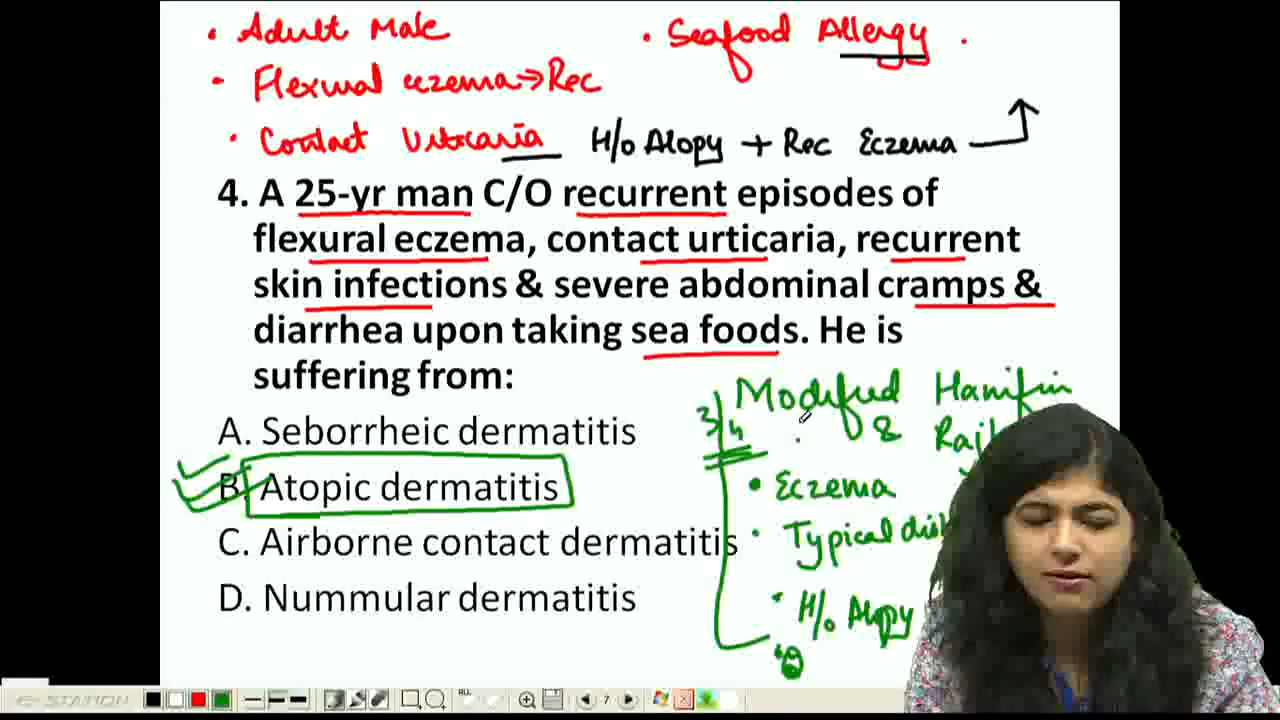 • Adult Male
• Seafood Allergy .
• Flexural eczema → Rec
• Contact Urticaria H/o Atopy + Rec Eczema
4. A 25-yr man C/O recurrent episodes of
flexural eczema, contact urticaria, recurrent
skin infections & severe abdominal cramps &
diarrhea upon taking sea foods. He is
suffering from:
A. Seborrheic dermatitis
B. Atopic dermatitis
C. Airborne contact dermatitis
D. Nummular dermatitis
3/4
Modified Hanifin
&
• Eczema
• Typical
• H/o Atopy
STATION
7